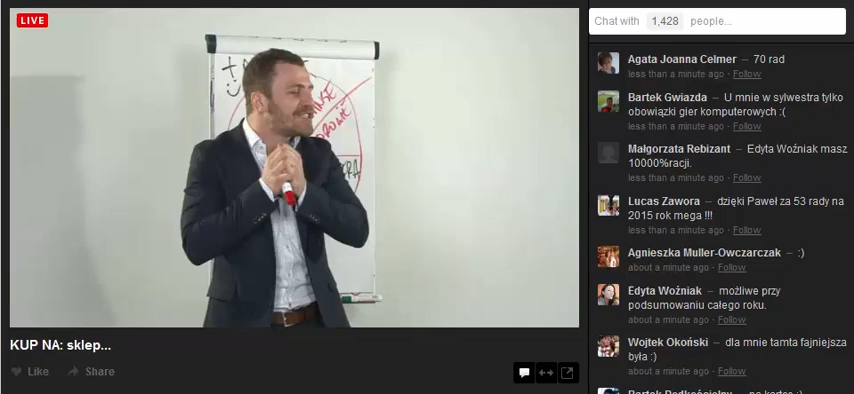 LIVE
KUP NA: sklep...
Like
Share
Chat with 1,428 people...
Agata Joanna Celmer – 70 rad
less than a minute ago · Follow
Bartek Gwiazda – U mnie w sylwestra tylko
obowiązki gier komputerowych :(
less than a minute ago · Follow
Małgorzata Rebizant – Edyta Woźniak masz
10000%racji.
less than a minute ago · Follow
Lucas Zawora – dzięki Paweł za 53 rady na
2015 rok mega !!!
less than a minute ago · Follow
Agnieszka Muller-Owczarczak – :)
about a minute ago · Follow
Edyta Woźniak – możliwe przy
podsumowaniu całego roku.
about a minute ago · Follow
Wojtek Okoński – dla mnie tamta fajniejsza
była :)
about a minute ago · Follow